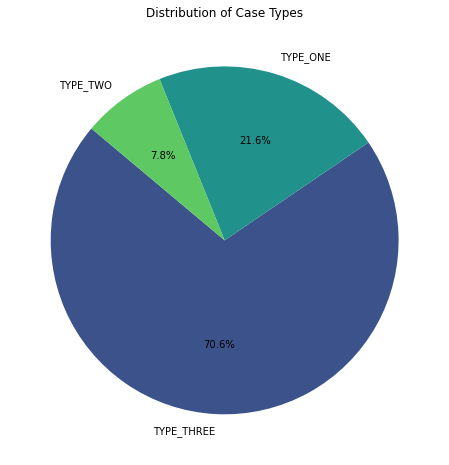 Distribution of Case Types
TYPE_ONE
TYPE_TWO
21.6%
7.8%
70.6%
TYPE_THREE